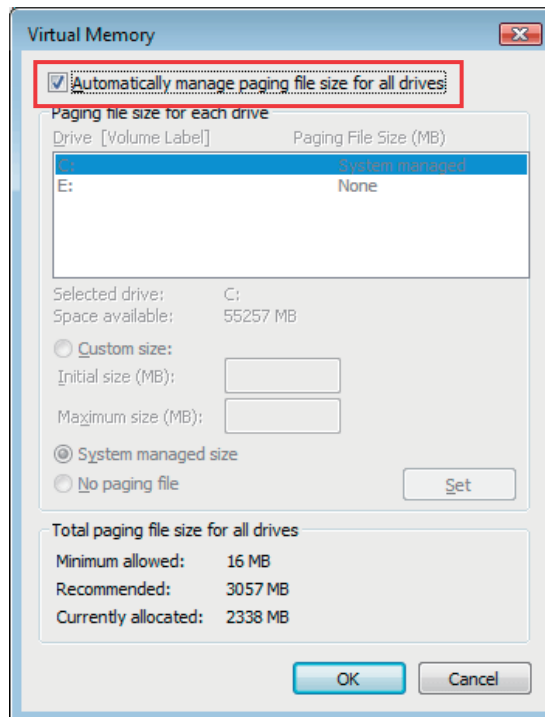 Virtual Memory
Automatically manage paging file size for all drives
Paging file size for each drive
Drive [Volume Label] Paging File Size (MB)
C: System managed
E: None
Selected drive: C:
Space available: 55257 MB
Custom size:
Initial size (MB):
Maximum size (MB):
System managed size
No paging file
Set
Total paging file size for all drives
Minimum allowed: 16 MB
Recommended: 3057 MB
Currently allocated: 2338 MB
OK Cancel